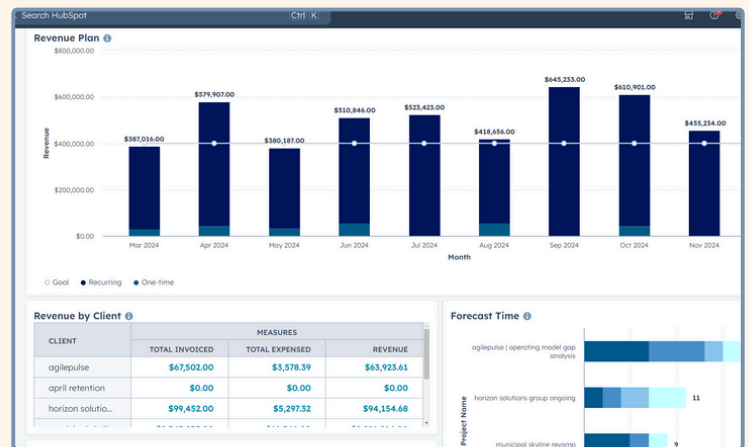 Search HubSpot Ctrl K
Revenue Plan
$800,000.00
$600,000.00
$400,000.00
$200,000.00
$0.00
Revenue
$387,016.00
$579,907.00
$380,187.00
$510,846.00
$523,423.00
$418,656.00
$645,233.00
$610,901.00
$455,234.00
Mar 2024 Apr 2024 May 2024 Jun 2024 Jul 2024 Aug 2024 Sep 2024 Oct 2024 Nov 2024
Month
Goal Recurring One-time
Revenue by Client
CLIENT MEASURES
TOTAL INVOICED TOTAL EXPENSED REVENUE
agilepulse $67,502.00 $3,578.39 $63,923.61
april retention $0.00 $0.00 $0.00
horizon solutio... $99,452.00 $5,297.32 $94,154.68
Forecast Time
Project Name
agilepulse | operating model gap
analysis
horizon solutions group ongoing 11
municipal skyline revamp 9